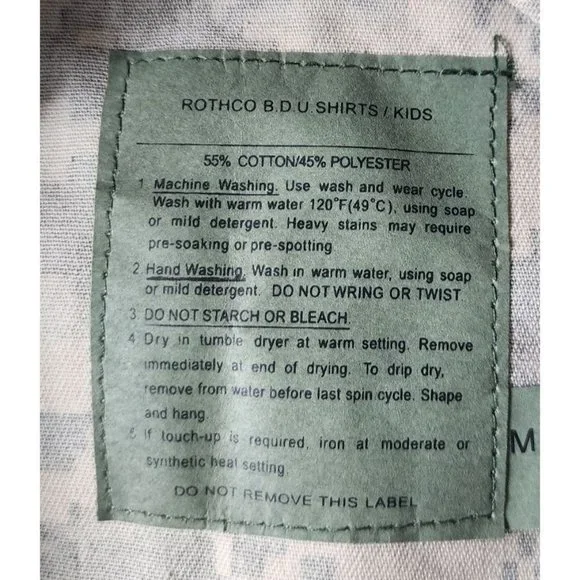 ROTHCO B.D.U SHIRTS / KIDS
55% COTTON/45% POLYESTER
1 Machine Washing. Use wash and wear cycle.
Wash with warm water 120°F(49°C), using soap
or mild detergent. Heavy stains may require
pre-soaking or pre-spotting
2 Hand Washing. Wash in warm water, using soap
or mild detergent. DO NOT WRING OR TWIST
3 DO NOT STARCH OR BLEACH.
4 Dry in tumble dryer at warm setting. Remove
immediately at end of drying. To drip dry,
remove from water before last spin cycle. Shape
and hang.
5 If touch-up is required, iron at moderate or
synthetic heat setting
DO NOT REMOVE THIS LABEL
M